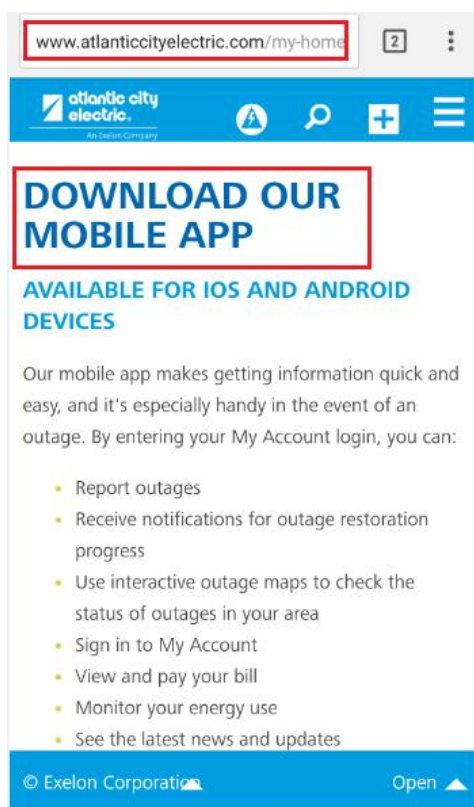 www.atlanticcityelectric.com/my-home
2
atlantic city
electric.
An Exelon Company
DOWNLOAD OUR
MOBILE APP
AVAILABLE FOR IOS AND ANDROID
DEVICES
Our mobile app makes getting information quick and
easy, and it's especially handy in the event of an
outage. By entering your My Account login, you can:
• Report outages
• Receive notifications for outage restoration
progress
• Use interactive outage maps to check the
status of outages in your area
• Sign in to My Account
• View and pay your bill
• Monitor your energy use
• See the latest news and updates
© Exelon Corporation
Open